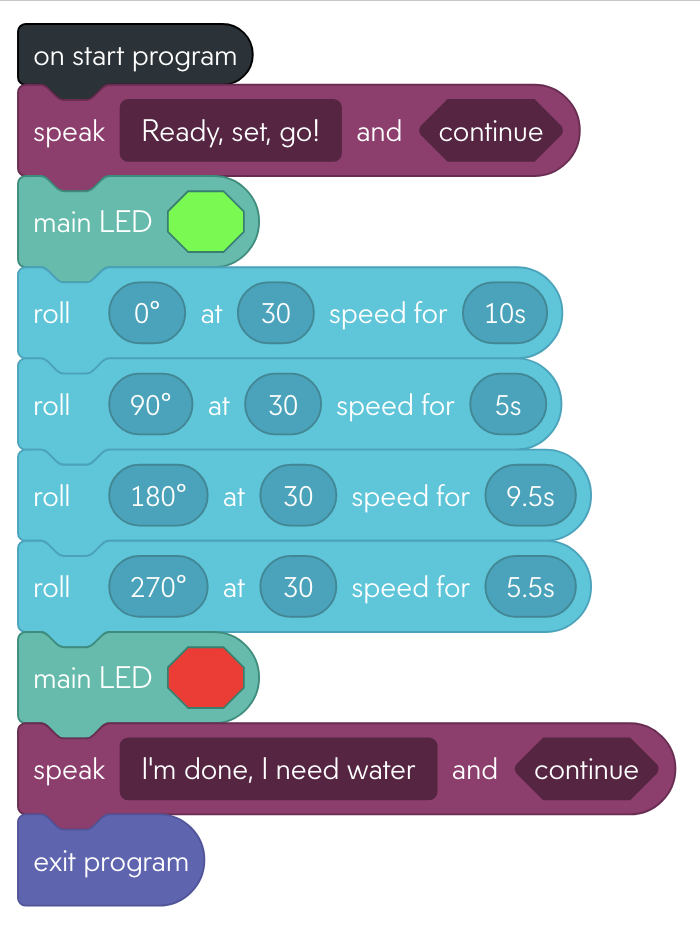 on start program
speak Ready, set, go! and continue
main LED
roll 0° at 30 speed for 10s
roll 90° at 30 speed for 5s
roll 180° at 30 speed for 9.5s
roll 270° at 30 speed for 5.5s
main LED
speak I'm done, I need water and continue
exit program